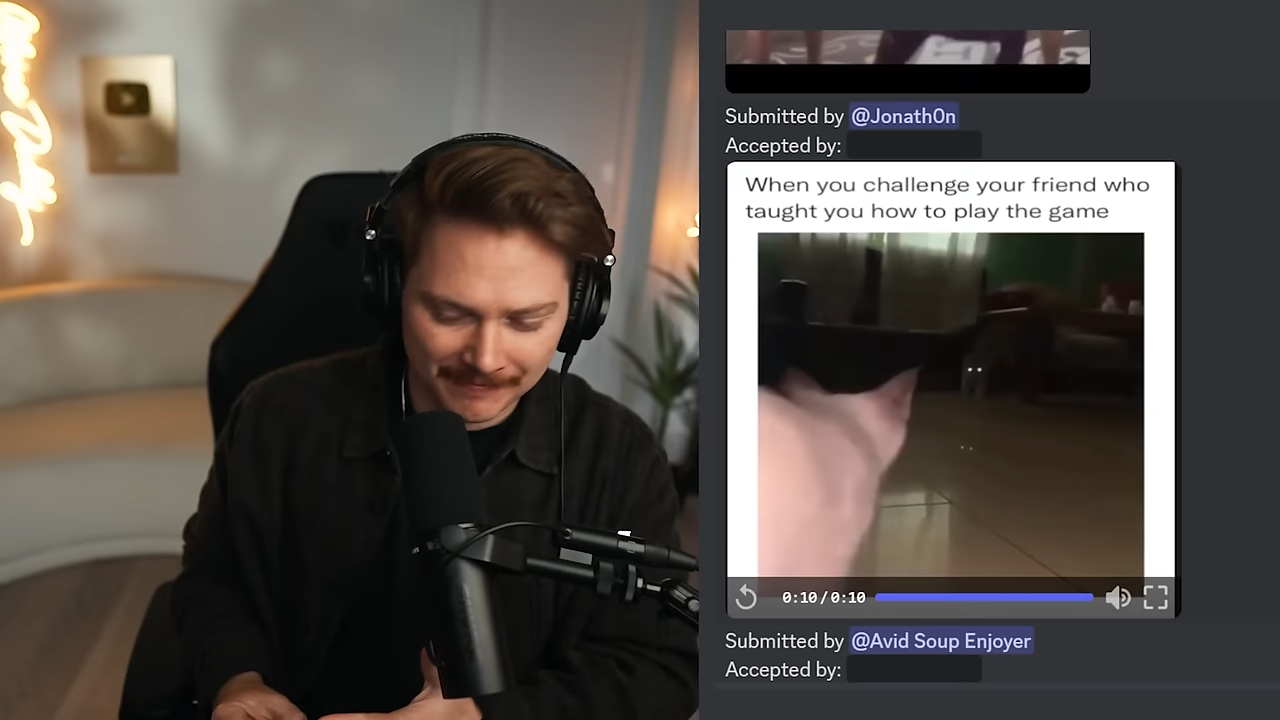 Submitted by @Jonath0n
Accepted by:
When you challenge your friend who
taught you how to play the game
0:10/0:10
Submitted by @Avid Soup Enjoyer
Accepted by: